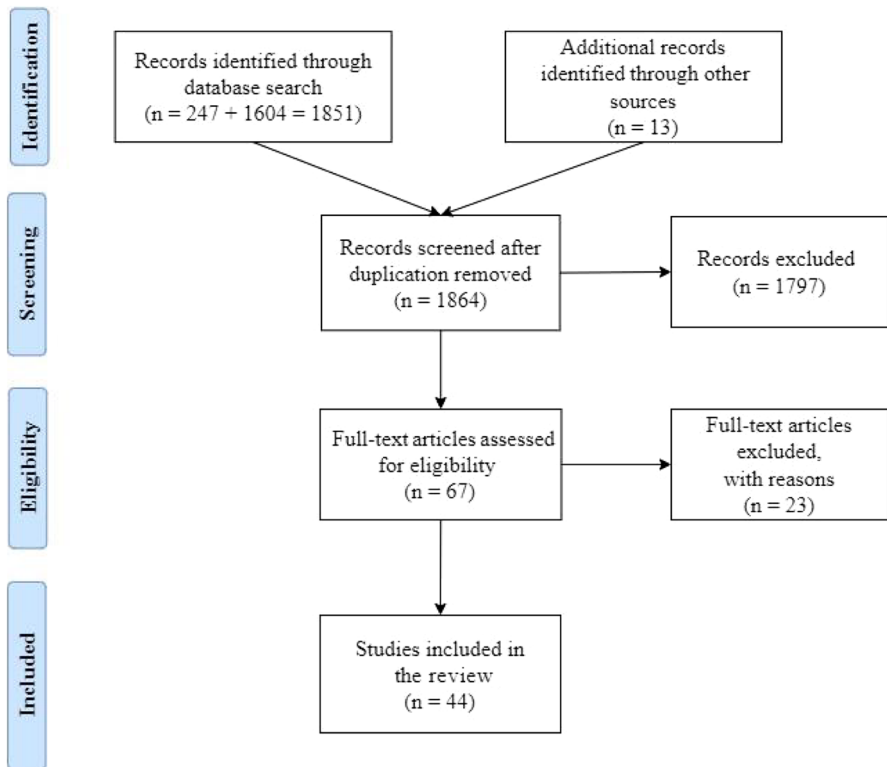 Identification
Records identified through
database search
(n = 247 + 1604 = 1851)
Additional records
identified through other
sources
(n = 13)
Screening
Records screened after
duplication removed
(n = 1864)
Records excluded
(n = 1797)
Eligibility
Full-text articles assessed
for eligibility
(n = 67)
Full-text articles
excluded,
with reasons
(n = 23)
Included
Studies included in
the review
(n = 44)